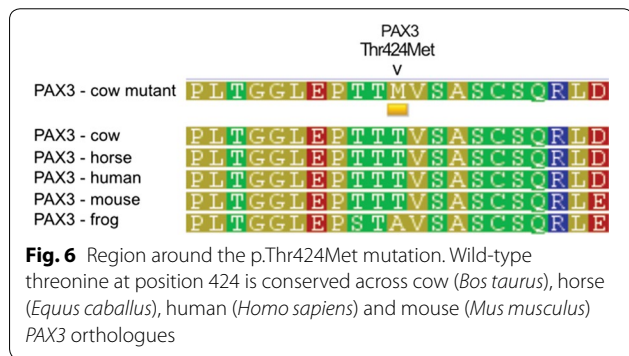 PAX3
Thr424Met
v
PAX3 - cow mutant PLTGGLEPTTMVSASCSQRLD
PAX3 - cow PLTGGLEPTTTVSASCSQRLD
PAX3 - horse PLTGGLEPTTTVSASCSQRLD
PAX3 - human PLTGGLEPTTTVSASCSQRLD
PAX3 - mouse PLTGGLEPTTTVSASCSQRLE
PAX3 - frog PLTGGLEPSTAVSASCSQRLE
Fig. 6 Region around the p.Thr424Met mutation. Wild-type
threonine at position 424 is conserved across cow (Bos taurus), horse
(Equus caballus), human (Homo sapiens) and mouse (Mus musculus)
PAX3 orthologues